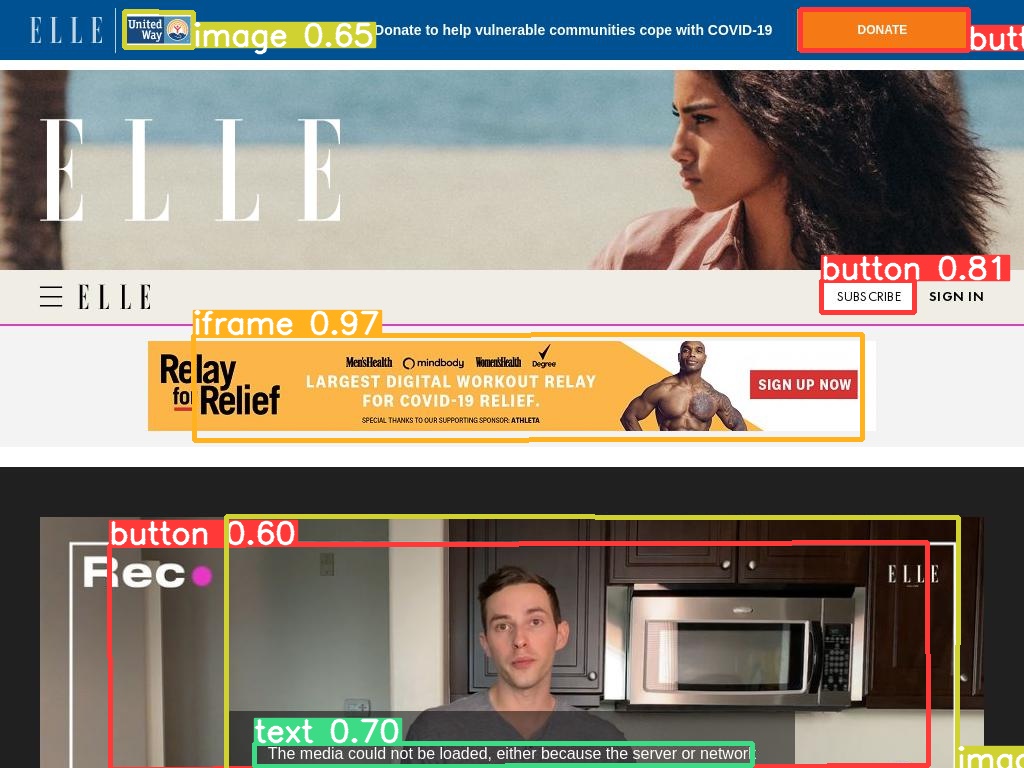 ELLE
United Way
image 0.65
Donate to help vulnerable communities cope with COVID-19
DONATE
butt
ELLE
button 0.81
ELLE
SUBSCRIBE
SIGN IN
iframe 0.97
Relay for Relief
Men'sHealth
mindbody
Women'sHealth
Degree
LARGEST DIGITAL WORKOUT RELAY
FOR COVID-19 RELIEF.
SPECIAL THANKS TO OUR SUPPORTING SPONSOR: ATHLETA
SIGN UP NOW
button 0.60
Rec
ELLE
text 0.70
The media could not be loaded, either because the server or network
imag